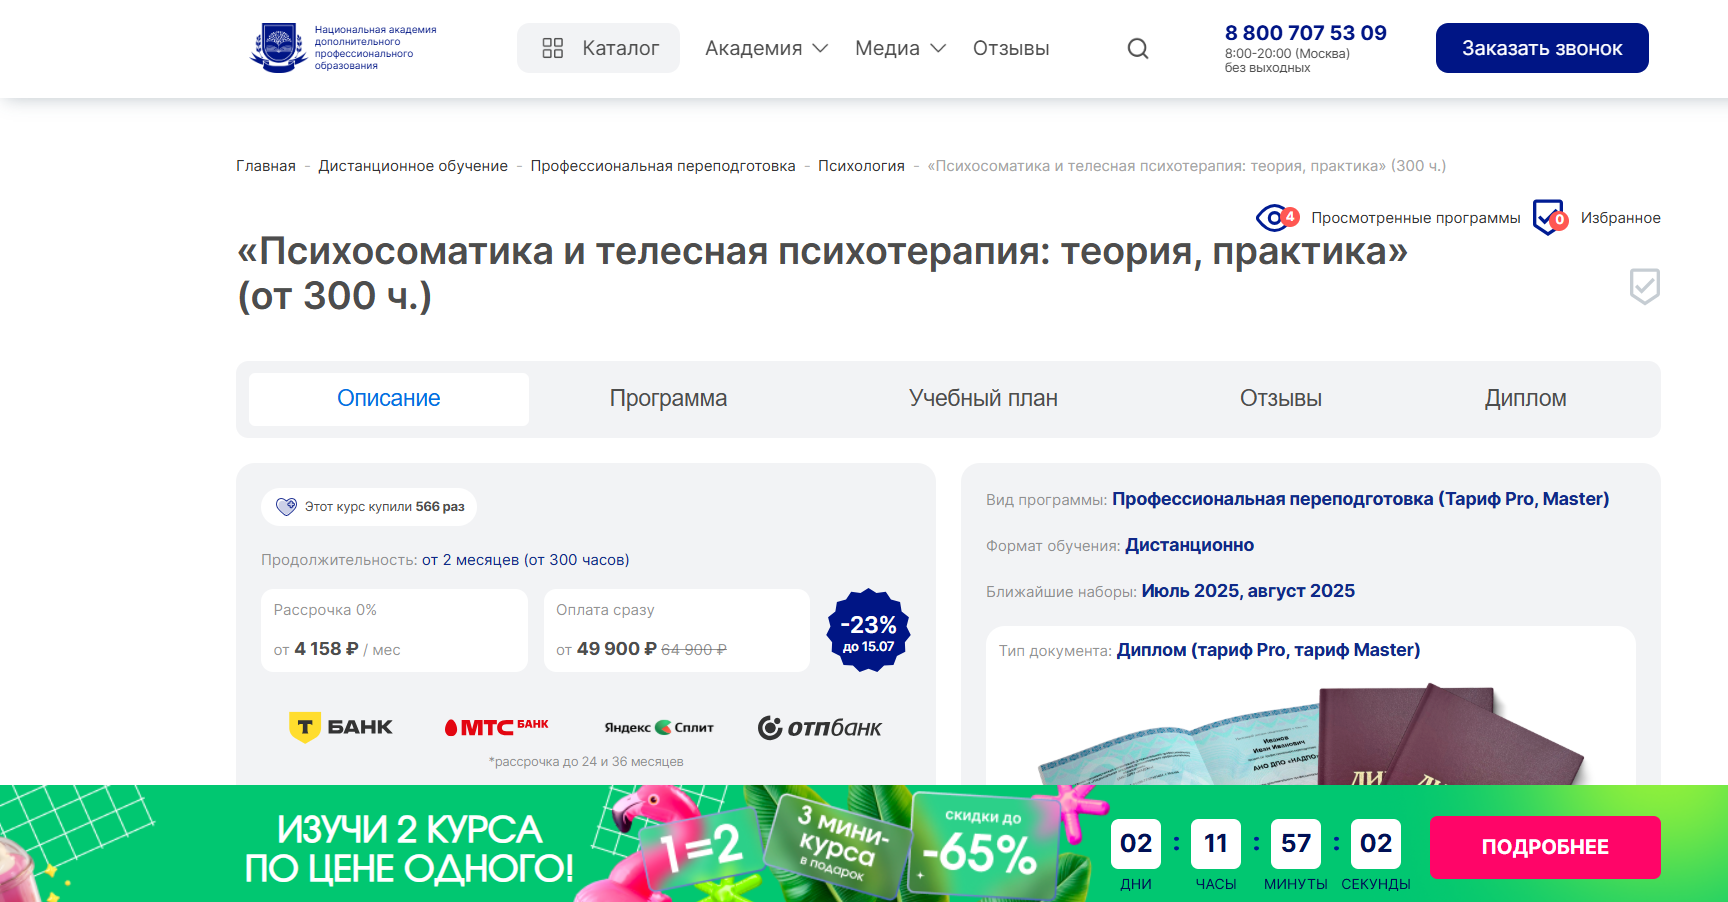 Национальная академия
дополнительного
профессионального
образования
Каталог
Академия
Медиа
Отзывы
8 800 707 53 09
8:00-20:00 (Москва)
без выходных
Заказать звонок
Главная - Дистанционное обучение - Профессиональная переподготовка - Психология - «Психосоматика и телесная психотерапия: теория, практика» (300 ч.)
4 Просмотренные программы
0 Избранное
«Психосоматика и телесная психотерапия: теория, практика»
(от 300 ч.)
Описание
Программа
Учебный план
Отзывы
Диплом
Этот курс купили 566 раз
Продолжительность: от 2 месяцев (от 300 часов)
Рассрочка 0%
от 4 158 ₽ / мес
Оплата сразу
от 49 900 ₽ 64 900 ₽
-23%
до 15.07
Т БАНК
МТС БАНК
Яндекс Сплит
ОТПбанк
*рассрочка до 24 и 36 месяцев
Вид программы: Профессиональная переподготовка (Тариф Pro, Master)
Формат обучения: Дистанционно
Ближайшие наборы: Июль 2025, август 2025
Тип документа: Диплом (тариф Pro, тариф Master)
Иванов
Иван Иванович
АНО ДПО «НАДПО»
ИЗУЧИ 2 КУРСА
ПО ЦЕНЕ ОДНОГО!
1=2
3 мини-
курса
в подарок
скидки до
-65%
02 : 11 : 57 : 02
ДНИ ЧАСЫ МИНУТЫ СЕКУНДЫ
ПОДРОБНЕЕ